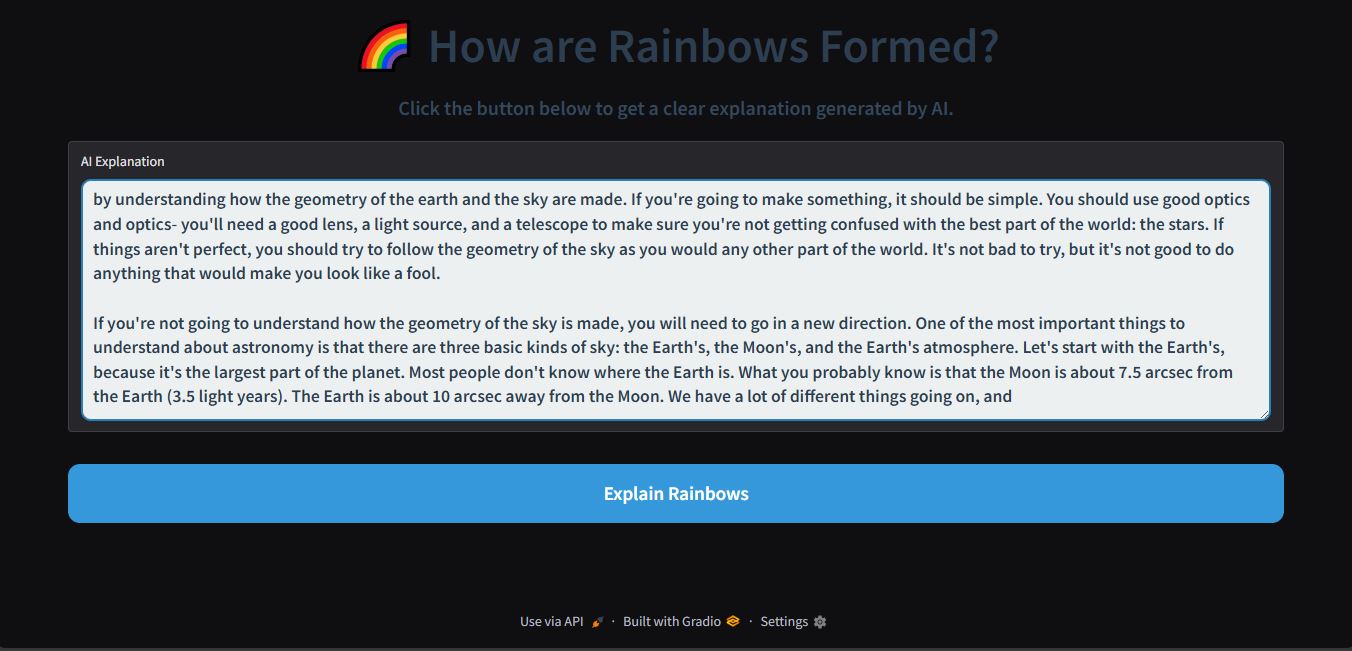 How are Rainbows Formed?
Click the button below to get a clear explanation generated by AI.
AI Explanation
by understanding how the geometry of the earth and the sky are made. If you're going to make something, it should be simple. You should use good optics
and optics- you'll need a good lens, a light source, and a telescope to make sure you're not getting confused with the best part of the world: the stars. If
things aren't perfect, you should try to follow the geometry of the sky as you would any other part of the world. It's not bad to try, but it's not good to do
anything that would make you look like a fool.
If you're not going to understand how the geometry of the sky is made, you will need to go in a new direction. One of the most important things to
understand about astronomy is that there are three basic kinds of sky: the Earth's, the Moon's, and the Earth's atmosphere. Let's start with the Earth's,
because it's the largest part of the planet. Most people don't know where the Earth is. What you probably know is that the Moon is about 7.5 arcsec from
the Earth (3.5 light years). The Earth is about 10 arcsec away from the Moon. We have a lot of different things going on, and
Explain Rainbows
Use via API · Built with Gradio · Settings